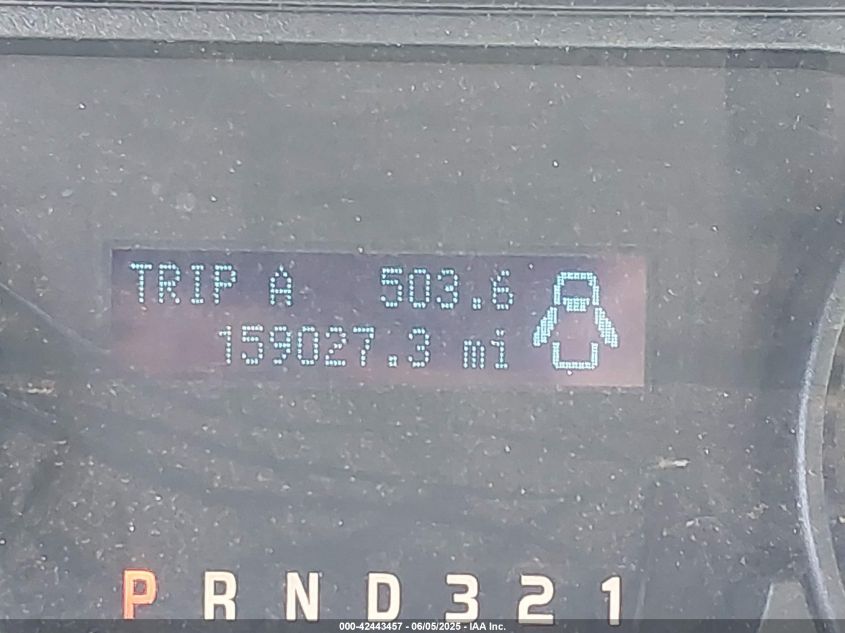 TRIP A 503.6
159027.3 mi
P R N D 3 2 1
000-42443457 - 06/05/2025 - IAA Inc.